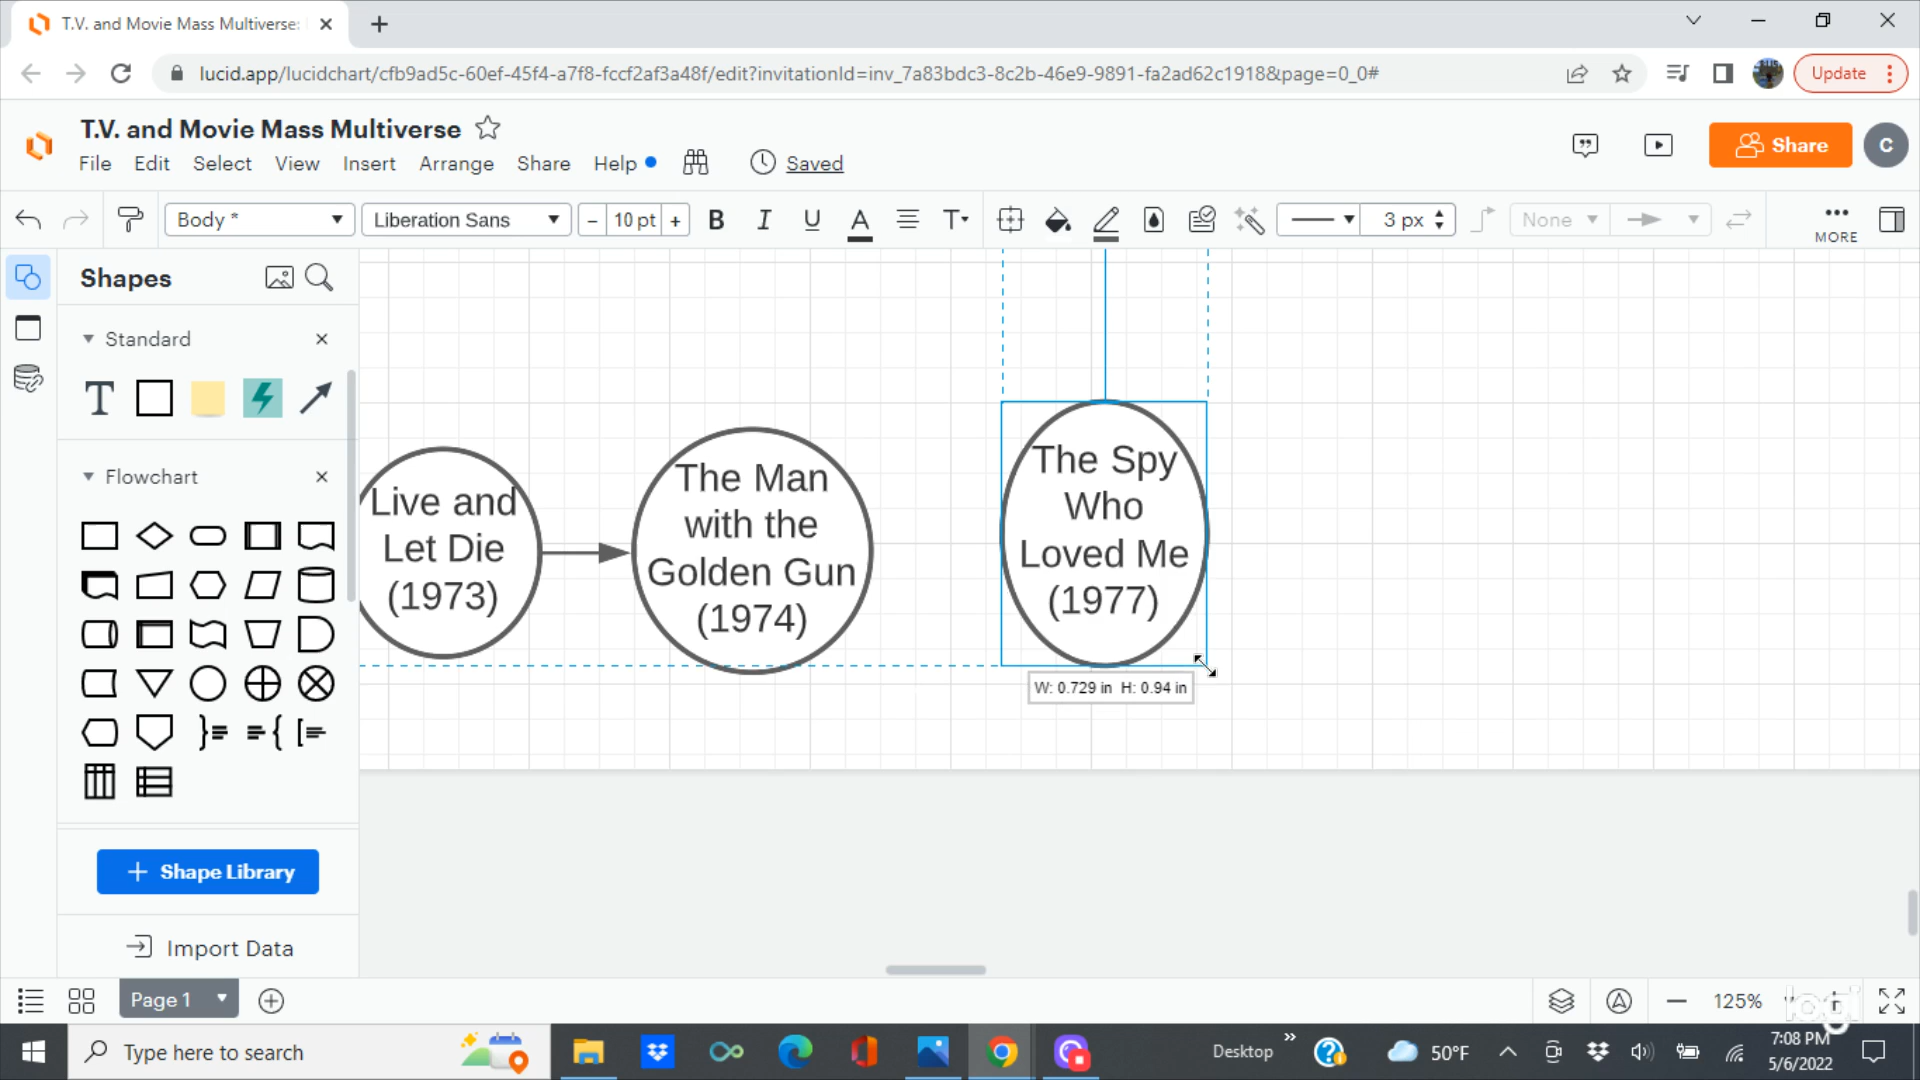 T.V. and Movie Mass Multiverse:
lucid.app/lucidchart/cfb9ad5c-60ef-45f4-a7f8-fccf2af3a48f/edit?invitationId=inv_7a83bdc3-8c2b-46e9-9891-fa2ad62c1918&page=0_0#
Update
T.V. and Movie Mass Multiverse
File Edit Select View Insert Arrange Share Help Saved
Share
C
Body *
Liberation Sans
− 10 pt +
B I U A T
3 px
None
MORE
Shapes
Standard
T
Flowchart
Live and
Let Die
(1973)
The Man
with the
Golden Gun
(1974)
The Spy
Who
Loved Me
(1977)
W: 0.729 in H: 0.94 in
+ Shape Library
Import Data
Page 1
125%
logi
Type here to search
Desktop
50°F
7:08 PM
5/6/2022